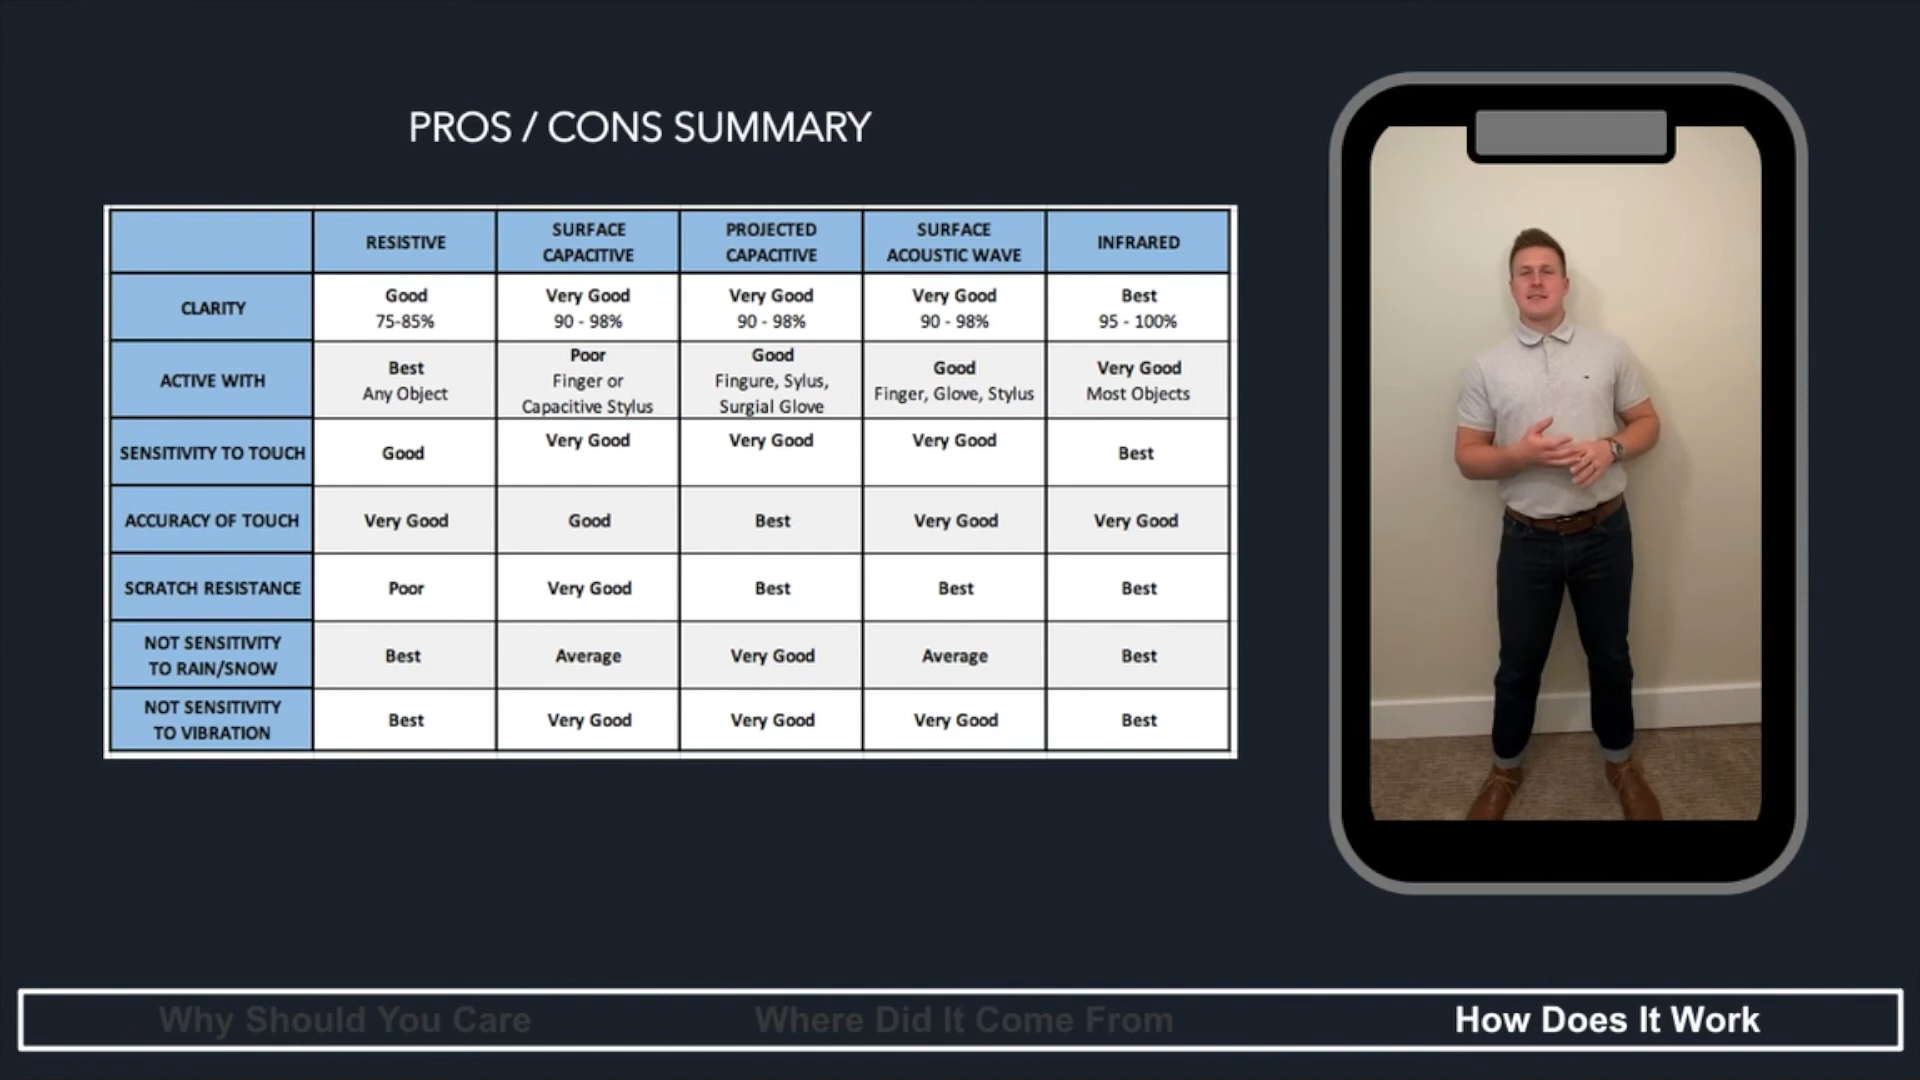 PROS / CONS SUMMARY
RESISTIVE
SURFACE
CAPACITIVE
PROJECTED
CAPACITIVE
SURFACE
ACOUSTIC WAVE
INFRARED
CLARITY
Good
75-85%
Very Good
90 - 98%
Very Good
90 - 98%
Very Good
90 - 98%
Best
95 - 100%
ACTIVE WITH
Best
Any Object
Poor
Finger or
Capacitive Stylus
Good
Fingure, Sylus,
Surgial Glove
Good
Finger, Glove, Stylus
Very Good
Most Objects
SENSITIVITY TO TOUCH
Good
Very Good
Very Good
Very Good
Best
ACCURACY OF TOUCH
Very Good
Good
Best
Very Good
Very Good
SCRATCH RESISTANCE
Poor
Very Good
Best
Best
Best
NOT SENSITIVITY
TO RAIN/SNOW
Best
Average
Very Good
Average
Best
NOT SENSITIVITY
TO VIBRATION
Best
Very Good
Very Good
Very Good
Best
Why Should You Care
Where Did It Come From
How Does It Work